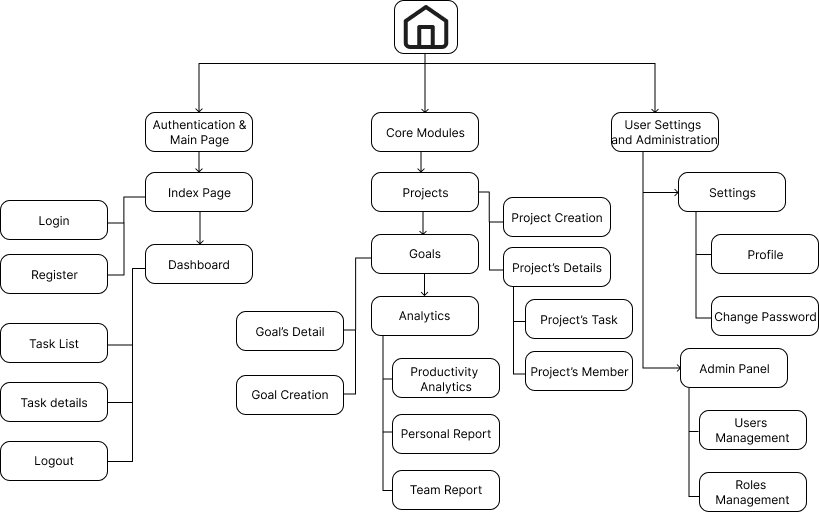 Authentication &
Main Page
Index Page
Login
Register
Dashboard
Task List
Task details
Logout
Core Modules
Projects
Project Creation
Project's Details
Project's Task
Project's Member
Goals
Goal's Detail
Goal Creation
Analytics
Productivity
Analytics
Personal Report
Team Report
User Settings
and Administration
Settings
Profile
Change Password
Admin Panel
Users
Management
Roles
Management